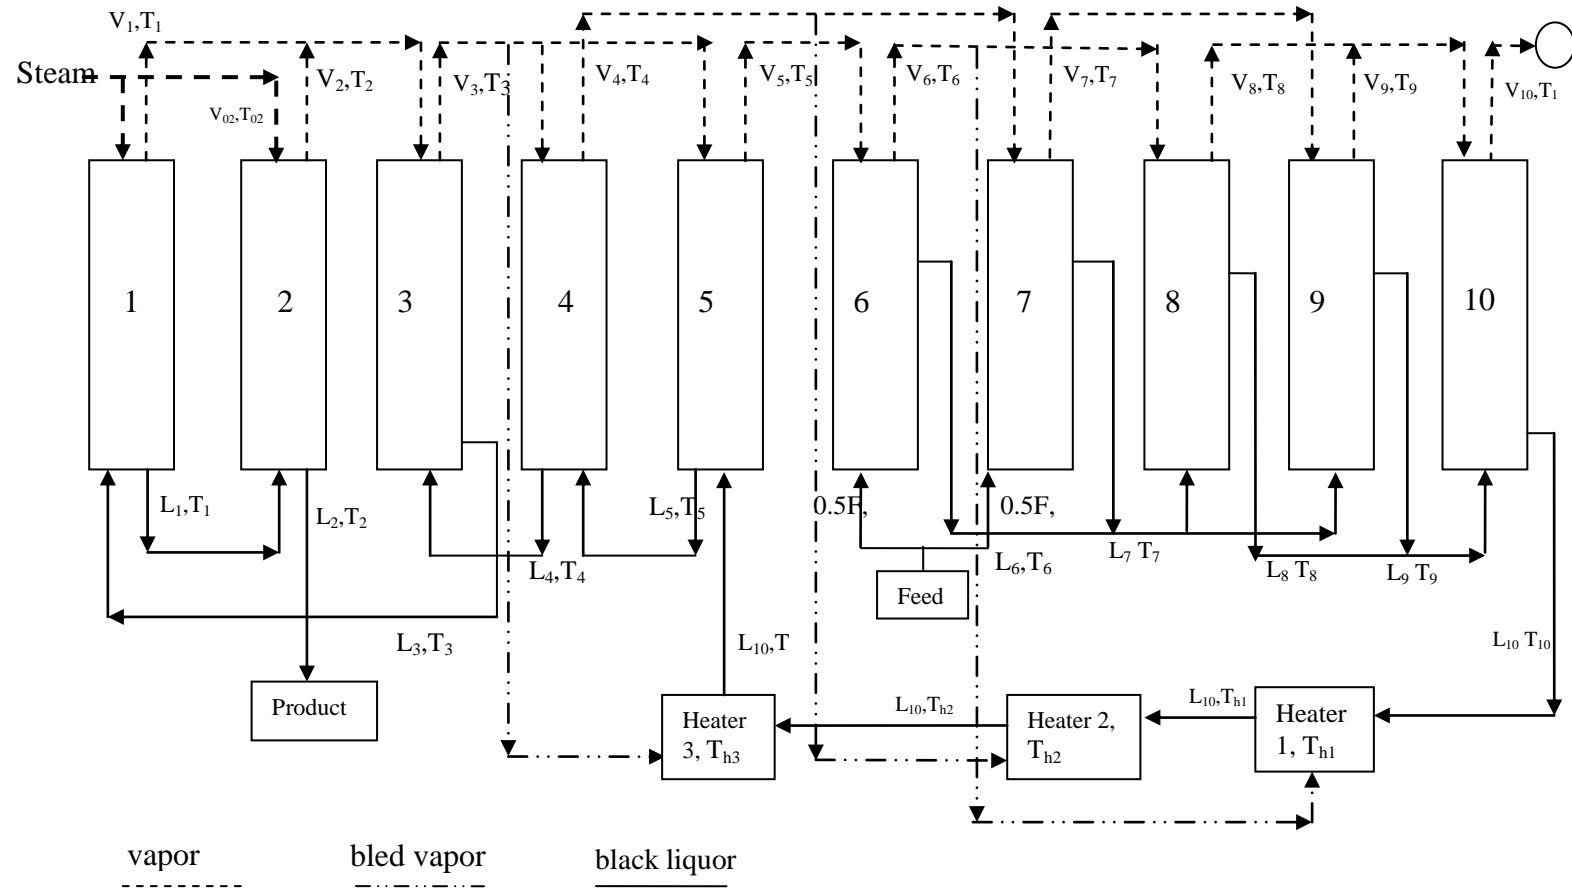 V₁,T₁
Steam
V₂,T₂
V₀₂,T₀₂
V₃,T₃
V₄,T₄
V₅,T₅
V₆,T₆
V₇,T₇
V₈,T₈
V₉,T₉
V₁₀,T₁
1
2
3
4
5
6
7
8
9
10
L₁,T₁
L₂,T₂
L₃,T₃
L₄,T₄
L₅,T₅
0.5F,
0.5F,
L₆,T₆
L₇ T₇
L₈ T₈
L₉ T₉
Feed
L₁₀,T
L₁₀ T₁₀
Product
Heater
3, Tₕ₃
L₁₀,Tₕ₂
Heater 2,
Tₕ₂
L₁₀,Tₕ₁
Heater
1, Tₕ₁
vapor
bled vapor
black liquor